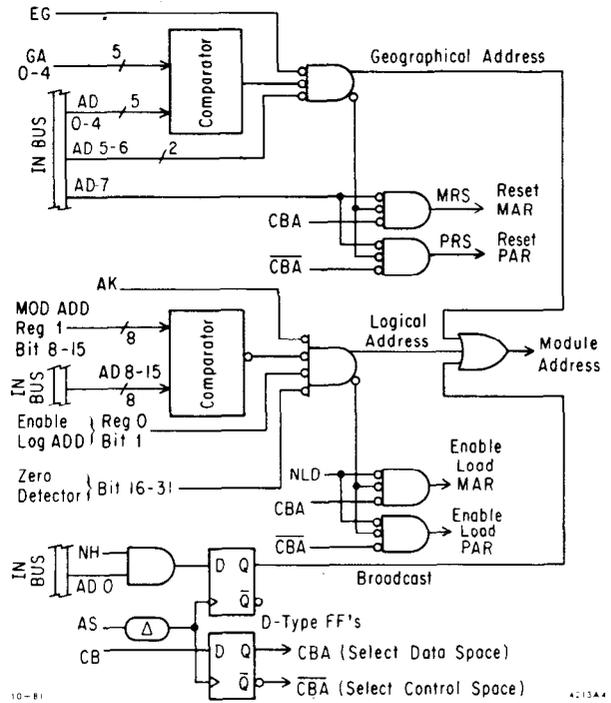 EG
GA
0-4
5
Comparator
Geographical Address
IN BUS
AD
0-4
5
AD 5-6
2
AD-7
CBA
MRS
Reset
MAR
C̅B̅A̅
PRS
Reset
PAR
AK
MOD ADD
Reg 1
Bit 8-15
8
Comparator
Logical
Address
Module
Address
IN
BUS
AD 8-15
8
Enable
Log ADD
Reg 0
Bit 1
Zero
Detector
Bit 16-31
NLD
CBA
Enable
Load
MAR
C̅B̅A̅
Enable
Load
PAR
IN
BUS
NH
AD 0
D Q
Q̅
Broadcast
D-Type FF's
AS
Δ
CB
D Q
Q̅
CBA (Select Data Space)
C̅B̅A̅ (Select Control Space)
10-81
4213A4